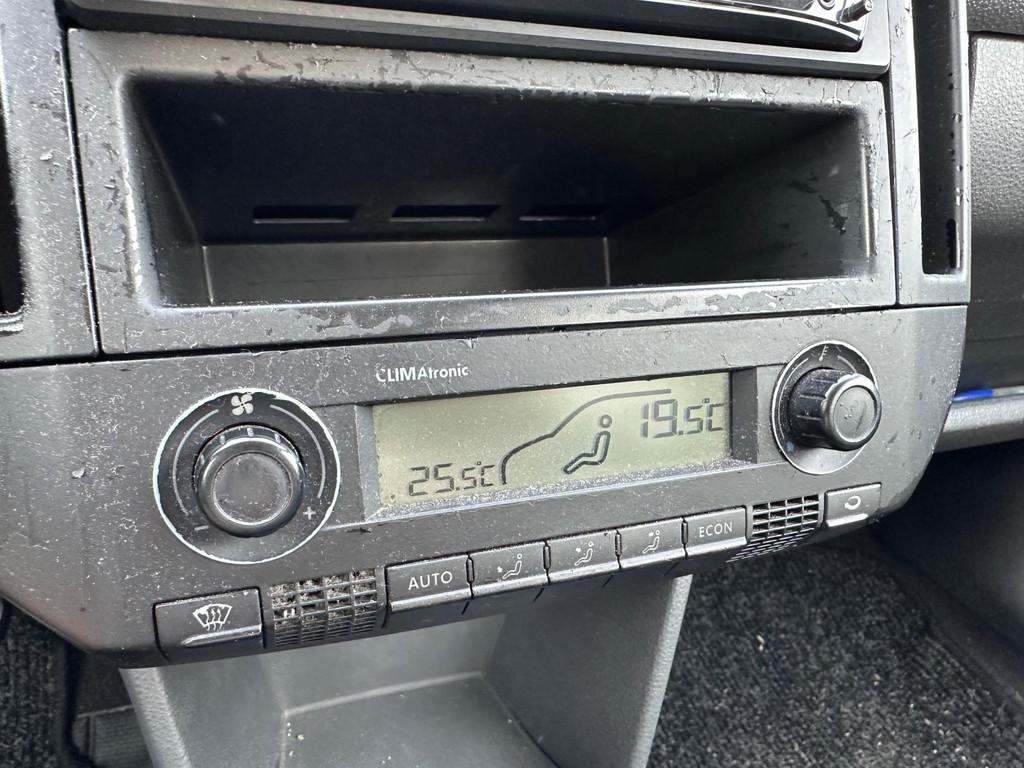 CLIMAtronic
25.5°C
19.5°C
- +
AUTO
ECON